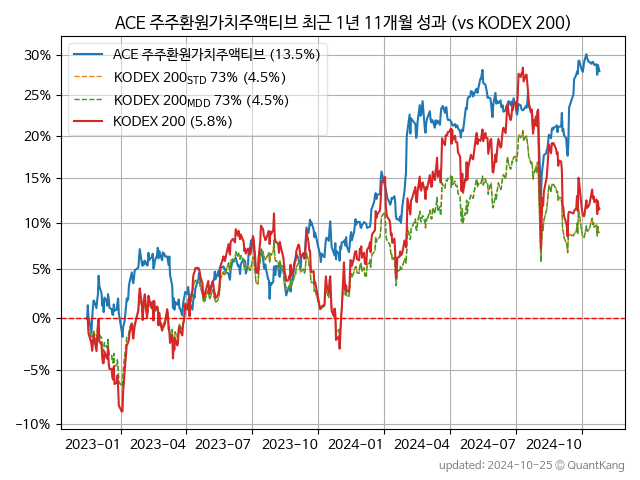 ACE 주주환원가치주액티브 최근 1년 11개월 성과 (vs KODEX 200)
ACE 주주환원가치주액티브 (13.5%)
KODEX 200STD 73% (4.5%)
KODEX 200MDD 73% (4.5%)
KODEX 200 (5.8%)
30%
25%
20%
15%
10%
5%
0%
−5%
−10%
2023-01 2023-04 2023-07 2023-10 2024-01 2024-04 2024-07 2024-10
updated: 2024-10-25 © QuantKang